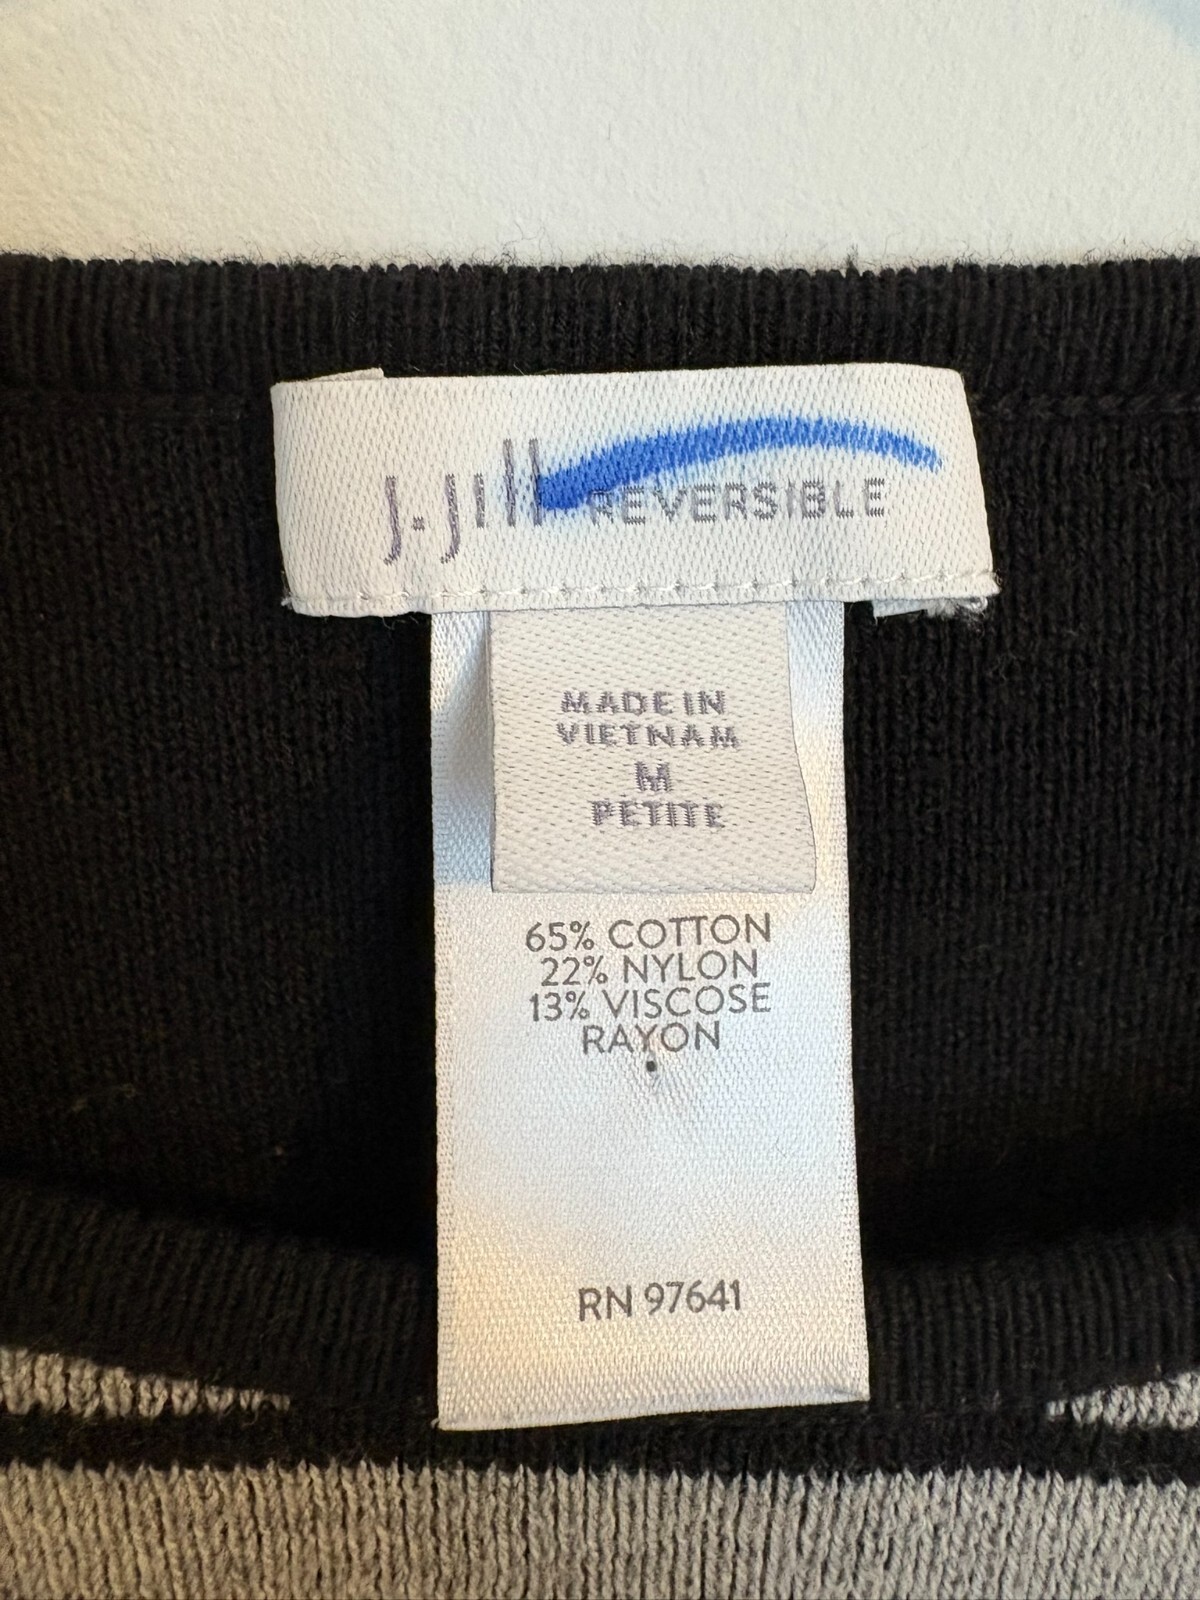 J.Jill REVERSIBLE
MADE IN
VIETNAM
M
PETITE
65% COTTON
22% NYLON
13% VISCOSE
RAYON
RN 97641